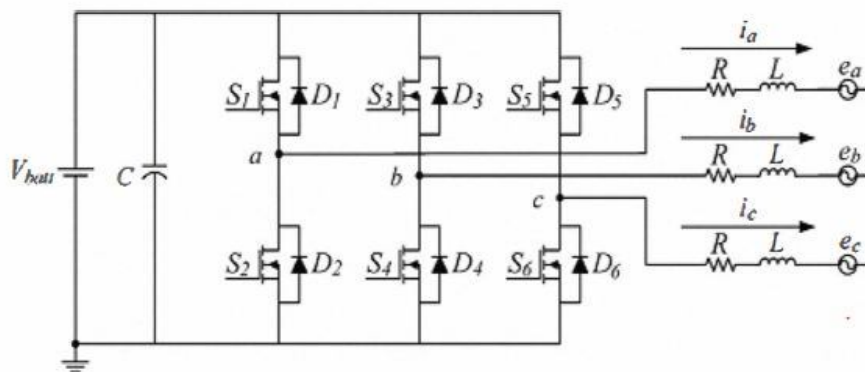 i_a
R L e_a
S_1 D_1 S_3 D_3 S_5 D_5
i_b
a
R L e_b
V_batt C b
c
i_c
S_2 D_2 S_4 D_4 S_6 D_6
R L e_c